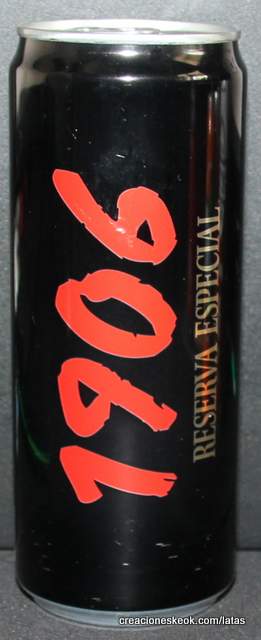 1906
RESERVA ESPECIAL
creacioneskeok.com/latas